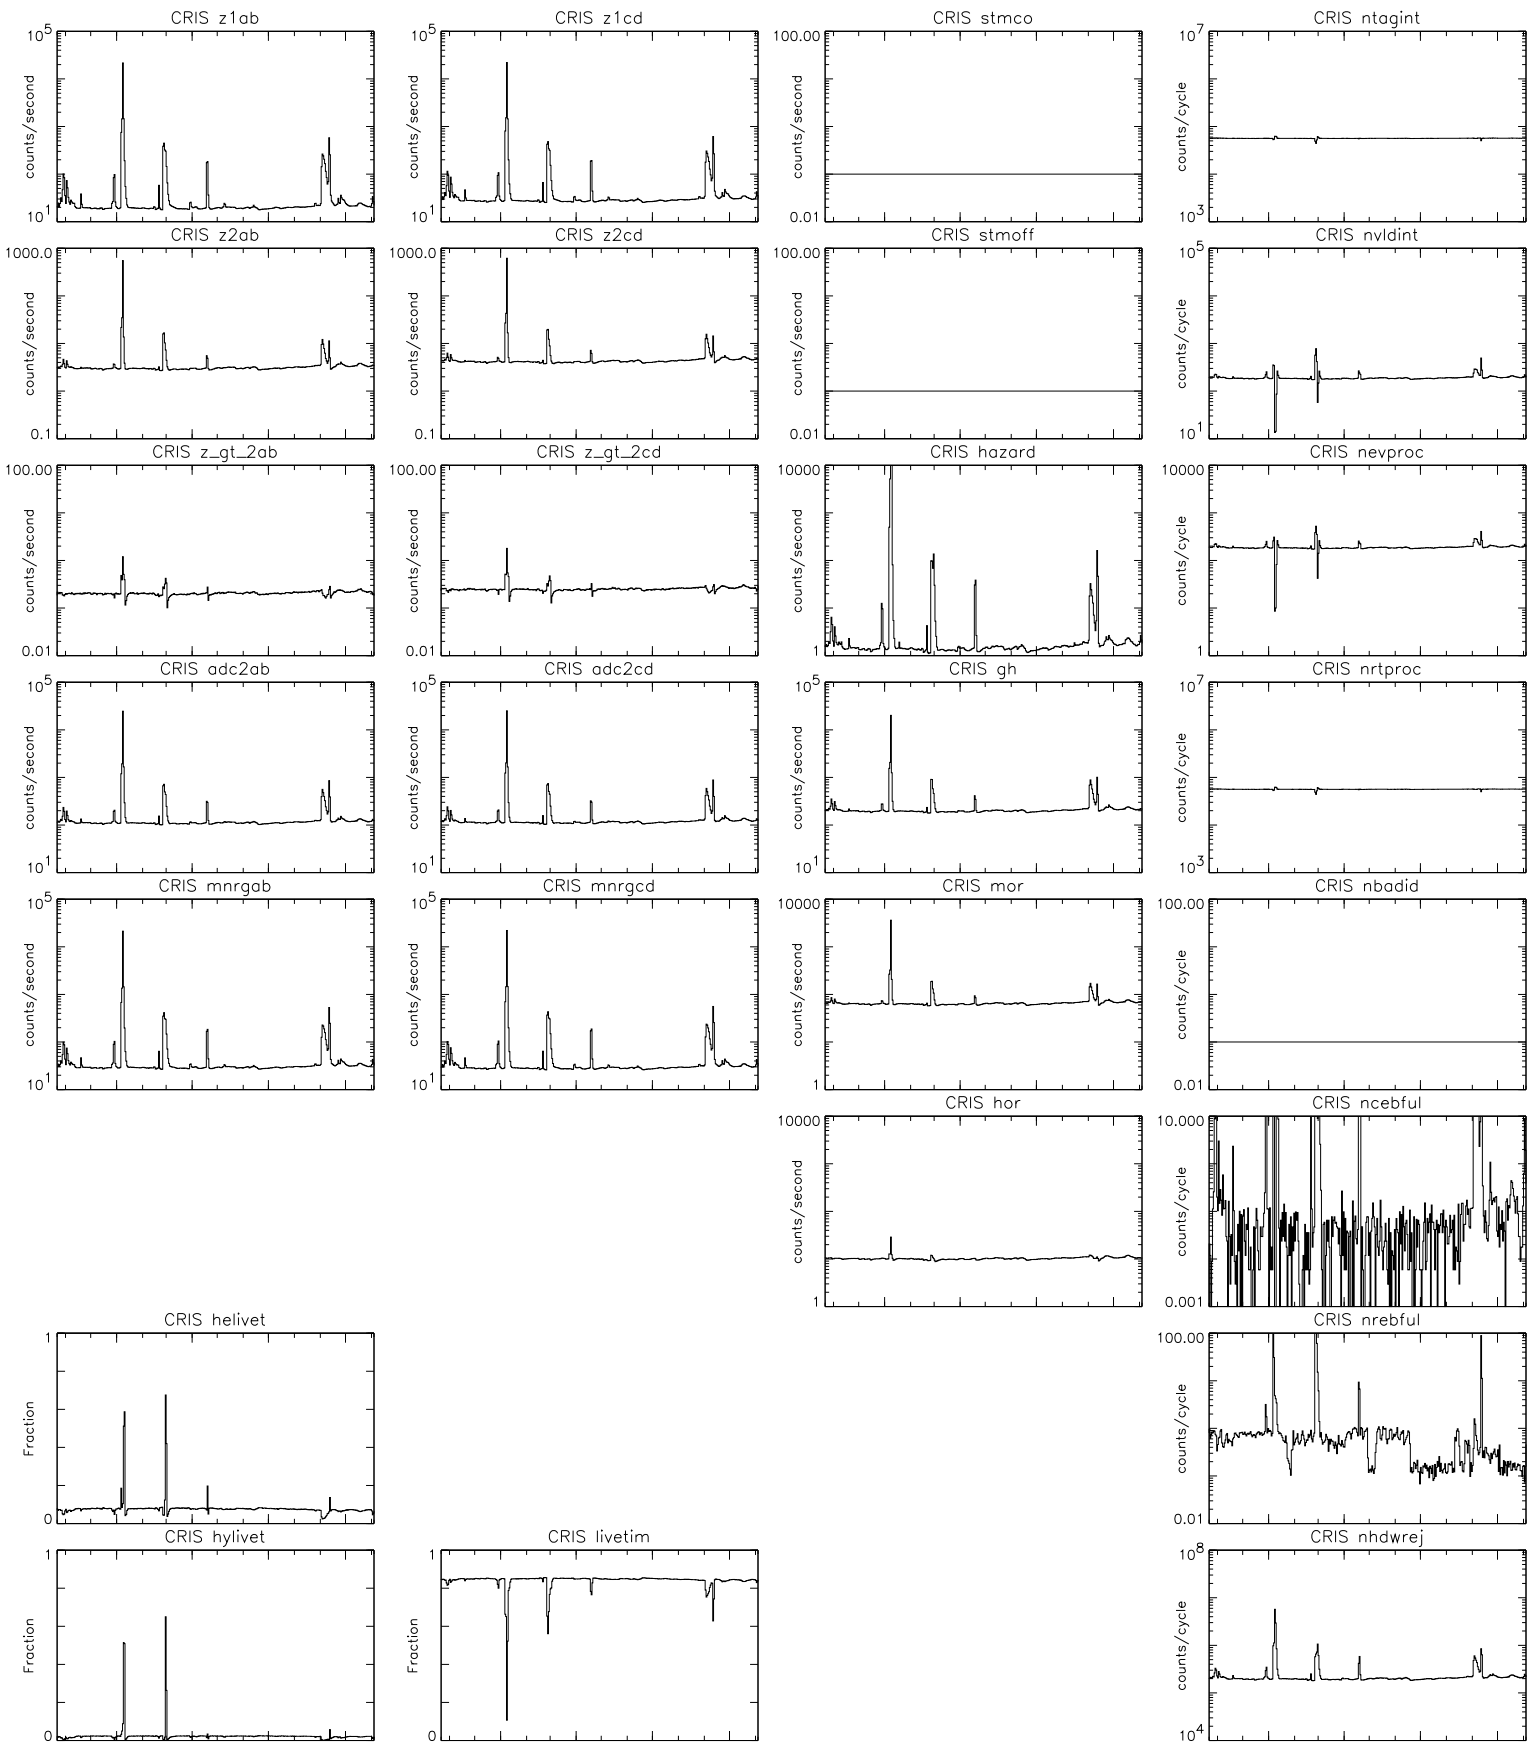 CRIS z1ab
10^5
counts/second
10^1
CRIS z1cd
10^5
counts/second
10^1
CRIS stmco
100.00
0.01
CRIS ntagint
10^7
counts/cycle
10^3
CRIS z2ab
1000.0
counts/second
0.1
CRIS z2cd
1000.0
counts/second
0.1
CRIS stmoff
100.00
0.01
CRIS nvldint
10^5
counts/cycle
10^1
CRIS z_gt_2ab
100.00
counts/second
0.01
CRIS z_gt_2cd
100.00
counts/second
0.01
CRIS hazard
10000
counts/second
1
CRIS nevproc
10000
counts/cycle
1
CRIS adc2ab
10^5
counts/second
10^1
CRIS adc2cd
10^5
counts/second
10^1
CRIS gh
10^5
counts/second
10^1
CRIS nrtproc
10^7
counts/cycle
10^3
CRIS mnrgab
10^5
counts/second
10^1
CRIS mnrgcd
10^5
counts/second
10^1
CRIS mor
10000
counts/second
1
CRIS nbadid
100.00
counts/cycle
0.01
CRIS hor
10000
counts/second
1
CRIS ncebful
10.000
counts/cycle
0.001
CRIS helivet
1
Fraction
0
CRIS nrebful
100.00
counts/cycle
0.01
CRIS hylivet
1
Fraction
0
CRIS livetim
1
Fraction
0
CRIS nhdwrej
10^8
counts/cycle
10^4